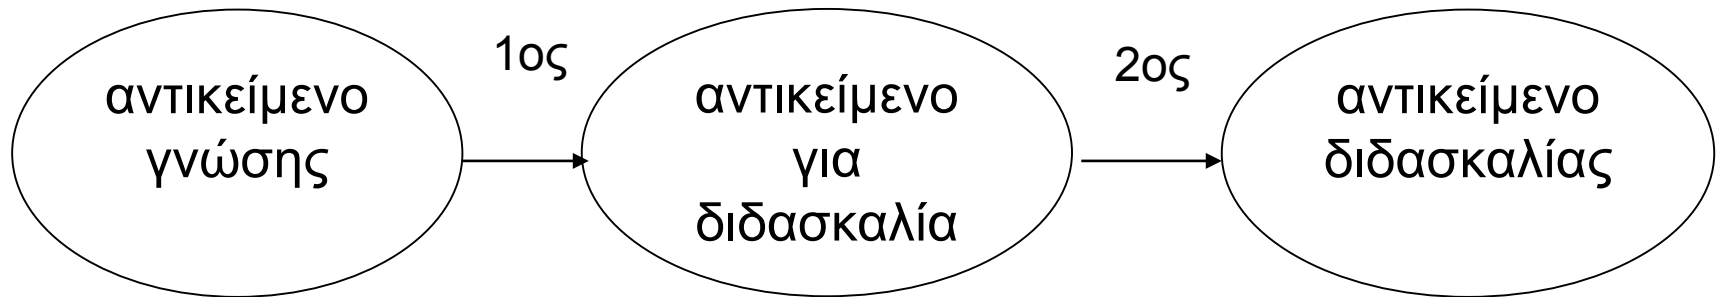 αντικείμενο
γνώσης
1ος
αντικείμενο
για
διδασκαλία
2ος
αντικείμενο
διδασκαλίας